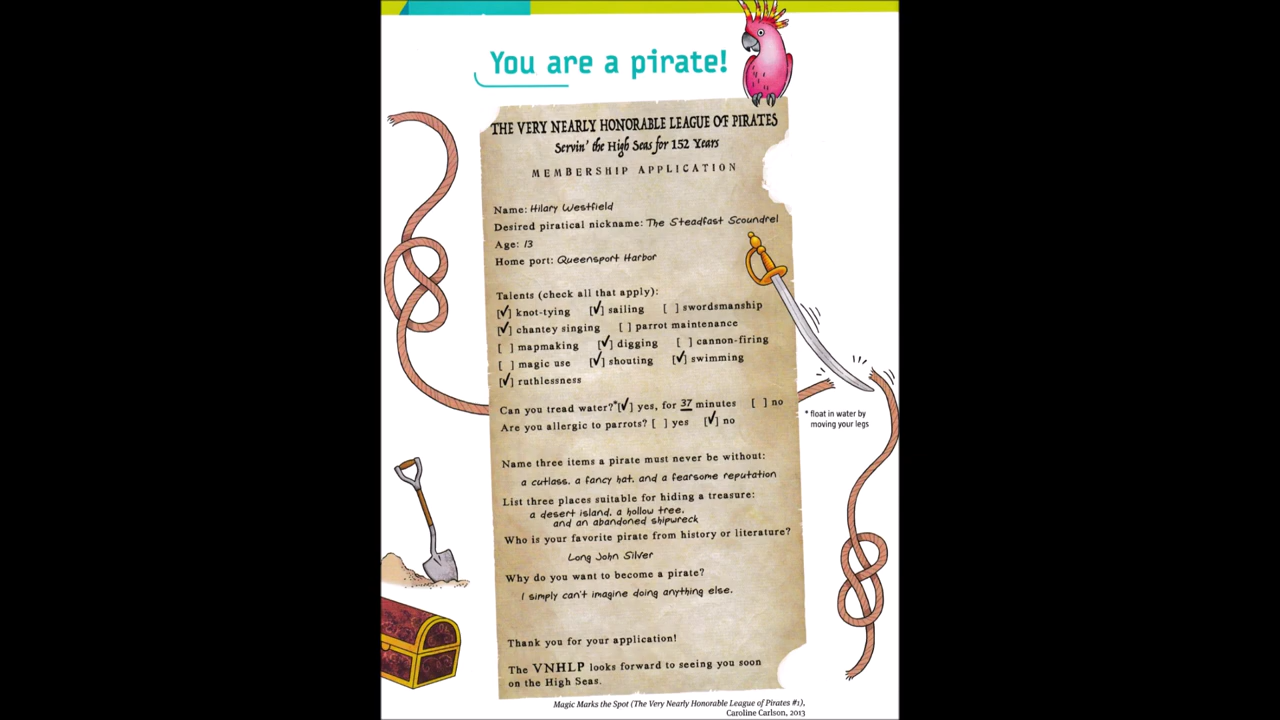 You are a pirate!
THE VERY NEARLY HONORABLE LEAGUE OF PIRATES
Servin' the High Seas for 152 Years
MEMBERSHIP APPLICATION
Name: Hilary Westfield
Desired piratical nickname: The Steadfast Scoundrel
Age: 13
Home port: Queensport Harbor
Talents (check all that apply):
[✓] knot-tying [✓] sailing [ ] swordsmanship
[✓] chantey singing [ ] parrot maintenance
[ ] mapmaking [✓] digging [ ] cannon-firing
[ ] magic use [✓] shouting [✓] swimming
[✓] ruthlessness
Can you tread water?* [✓] yes, for 37 minutes [ ] no
Are you allergic to parrots? [ ] yes [✓] no
* float in water by
moving your legs
Name three items a pirate must never be without:
a cutlass, a fancy hat, and a fearsome reputation
List three places suitable for hiding a treasure:
a desert island, a hollow tree,
and an abandoned shipwreck
Who is your favorite pirate from history or literature?
Long John Silver
Why do you want to become a pirate?
I simply can't imagine doing anything else.
Thank you for your application!
The VNHLP looks forward to seeing you soon
on the High Seas.
Magic Marks the Spot (The Very Nearly Honorable League of Pirates #1),
Caroline Carlson, 2013